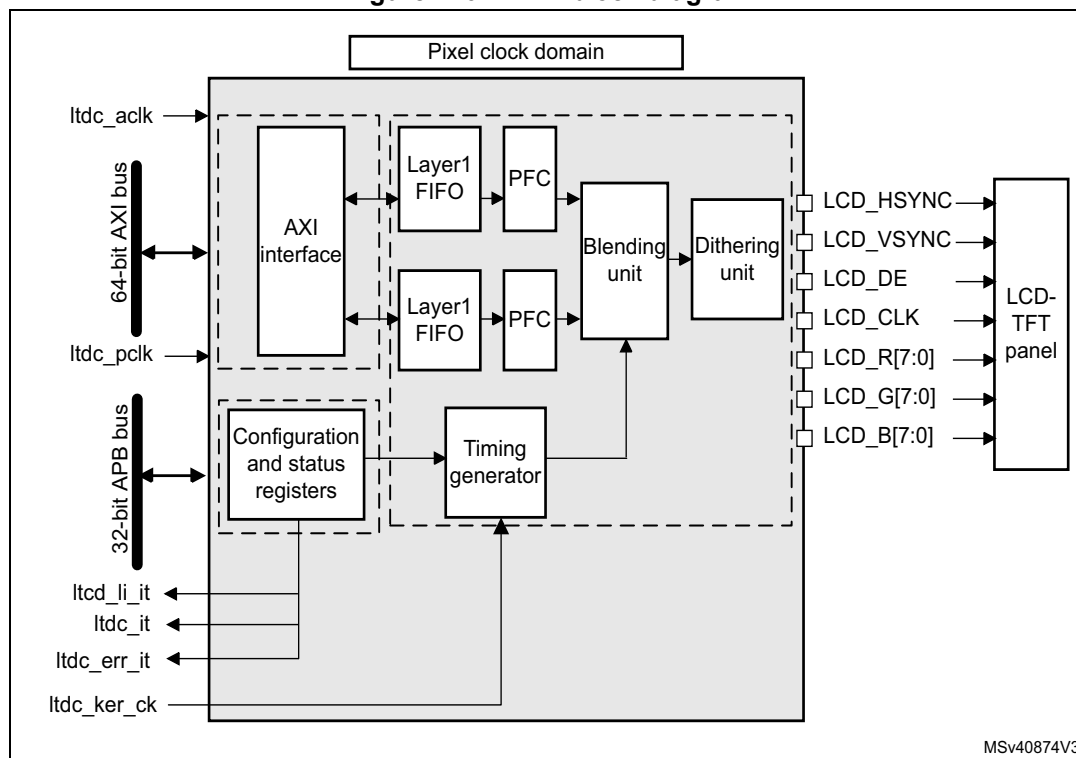 Pixel clock domain
ltdc_aclk
64-bit AXI bus
ltdc_pclk
32-bit APB bus
ltcd_li_it
ltdc_it
ltdc_err_it
ltdc_ker_ck
AXI
interface
Layer1
FIFO
PFC
Layer1
FIFO
PFC
Blending
unit
Dithering
unit
Configuration
and status
registers
Timing
generator
LCD_HSYNC
LCD_VSYNC
LCD_DE
LCD_CLK
LCD_R[7:0]
LCD_G[7:0]
LCD_B[7:0]
LCD-
TFT
panel
MSv40874V3